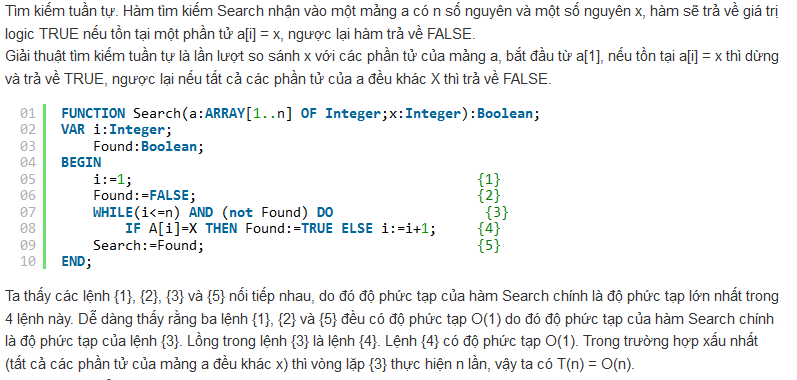 Tìm kiếm tuần tự. Hàm tìm kiếm Search nhận vào một mảng a có n số nguyên và một số nguyên x, hàm sẽ trả về giá trị
logic TRUE nếu tồn tại một phần tử a[i] = x, ngược lại hàm trả về FALSE.
Giải thuật tìm kiếm tuần tự là lần lượt so sánh x với các phần tử của mảng a, bắt đầu từ a[1], nếu tồn tại a[i] = x thì dừng
và trả về TRUE, ngược lại nếu tất cả các phần tử của a đều khác X thì trả về FALSE.
01 FUNCTION Search(a:ARRAY[1..n] OF Integer;x:Integer):Boolean;
02 VAR i:Integer;
03 Found:Boolean;
04 BEGIN
05 i:=1; {1}
06 Found:=FALSE; {2}
07 WHILE(i<=n) AND (not Found) DO {3}
08 IF A[i]=X THEN Found:=TRUE ELSE i:=i+1; {4}
09 Search:=Found; {5}
10 END;
Ta thấy các lệnh {1}, {2}, {3} và {5} nối tiếp nhau, do đó độ phức tạp của hàm Search chính là độ phức tạp lớn nhất trong
4 lệnh này. Dễ dàng thấy rằng ba lệnh {1}, {2} và {5} đều có độ phức tạp O(1) do đó độ phức tạp của hàm Search chính
là độ phức tạp của lệnh {3}. Lồng trong lệnh {3} là lệnh {4}. Lệnh {4} có độ phức tạp O(1). Trong trường hợp xấu nhất
(tất cả các phần tử của mảng a đều khác x) thì vòng lặp {3} thực hiện n lần, vậy ta có T(n) = O(n).